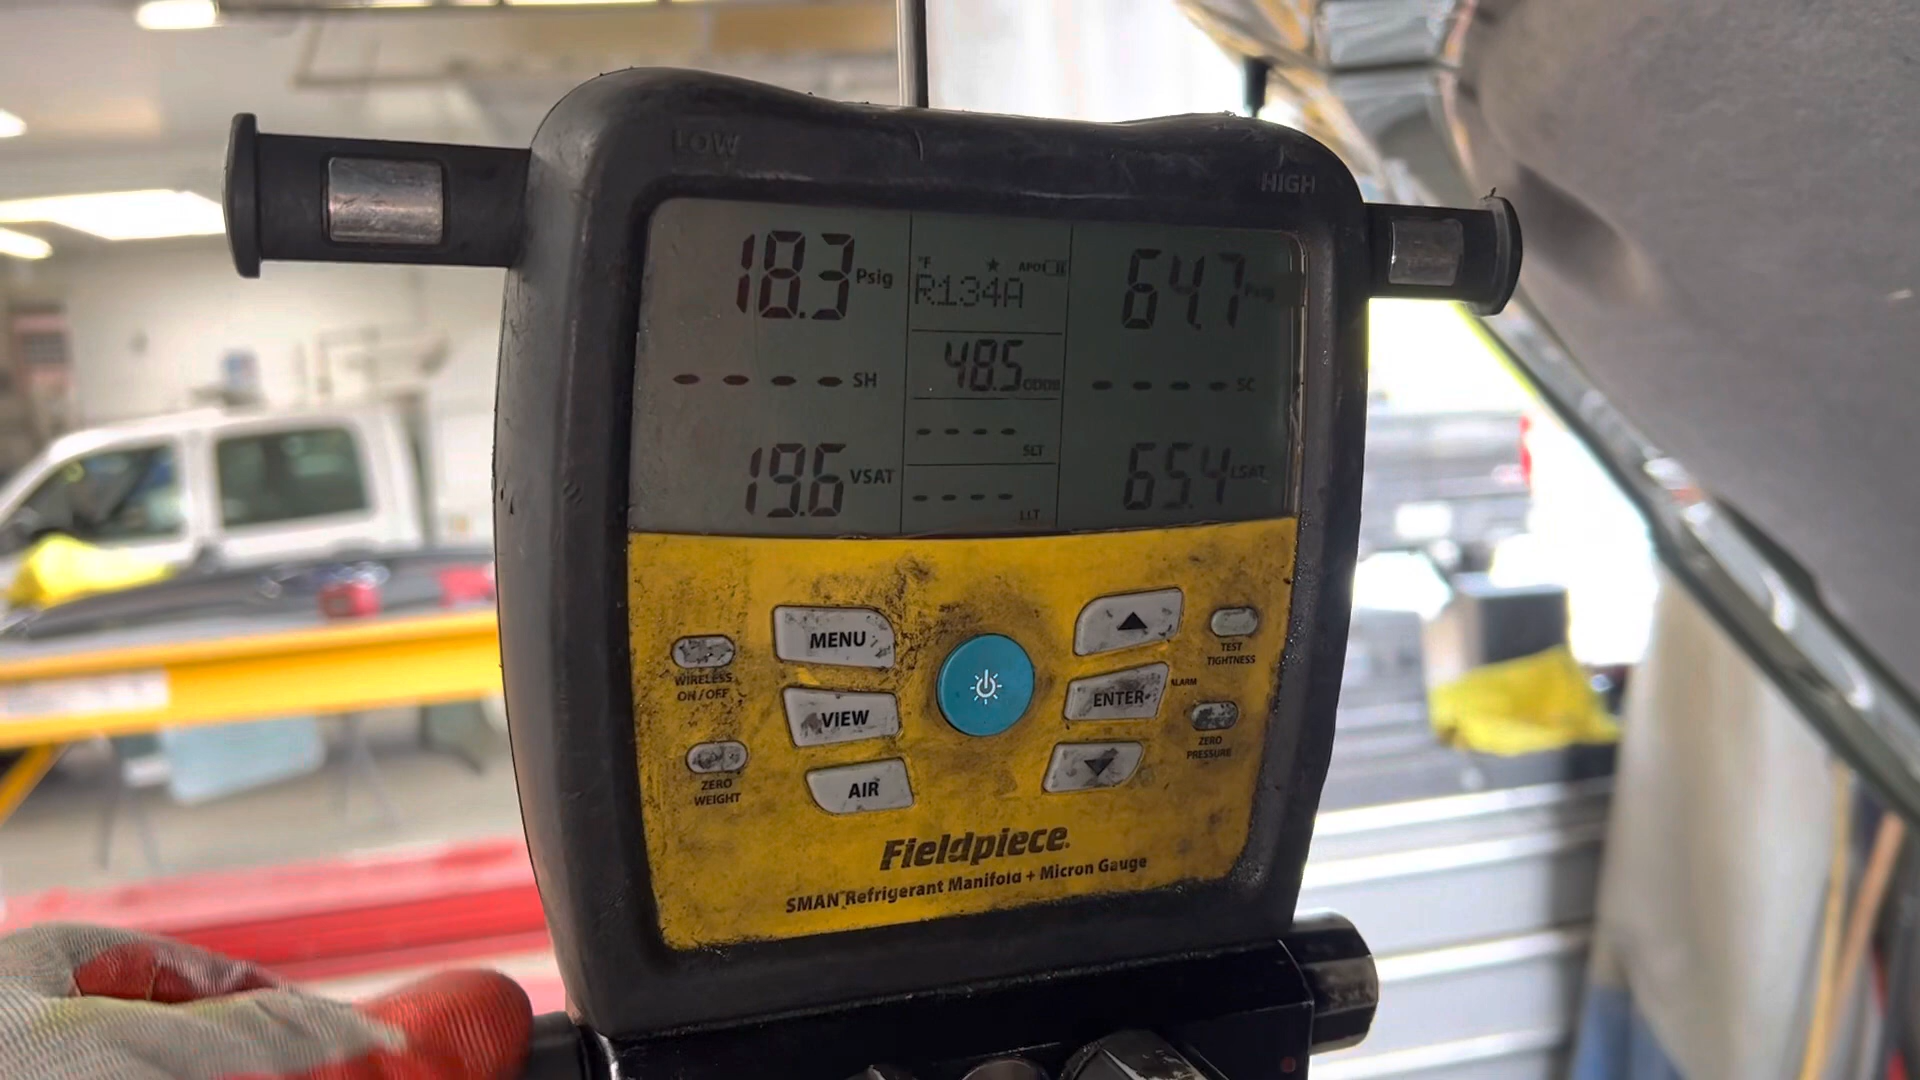 LOW
HIGH
18.3 Psig
°F
R134A
64.7 Psig
- - - - SH
48.5
- - - - SC
- - - -
SLT
19.6 VSAT
- - - -
LLT
65.4 LSAT
MENU
WIRELESS
ON / OFF
VIEW
ZERO
WEIGHT
AIR
TEST
TIGHTNESS
ENTER
ALARM
ZERO
PRESSURE
Fieldpiece
SMAN Refrigerant Manifold + Micron Gauge